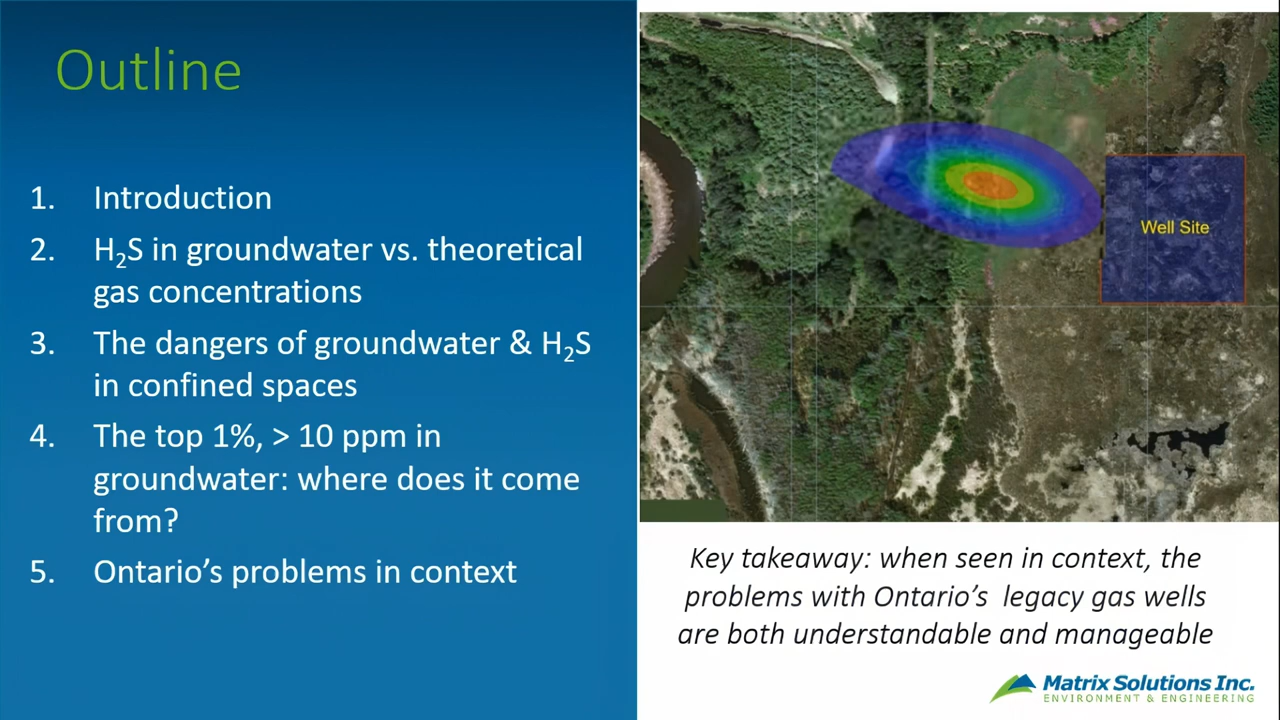 Outline
1. Introduction
2. H₂S in groundwater vs. theoretical
gas concentrations
3. The dangers of groundwater & H₂S
in confined spaces
4. The top 1%, > 10 ppm in
groundwater: where does it come
from?
5. Ontario’s problems in context
Well Site
Key takeaway: when seen in context, the
problems with Ontario’s legacy gas wells
are both understandable and manageable
Matrix Solutions Inc.
ENVIRONMENT & ENGINEERING